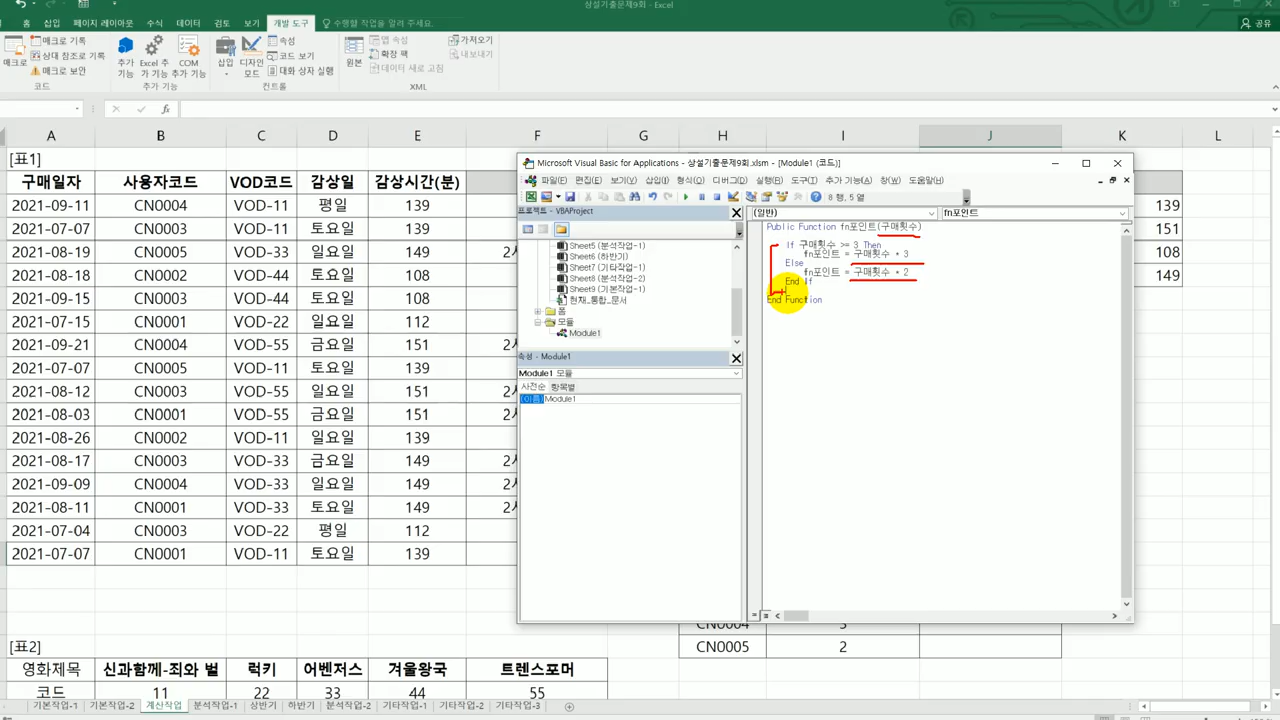 상설기출문제9회.xlsm - Excel
홈 삽입 페이지 레이아웃 수식 데이터 검토 보기 개발 도구 수행할 작업을 알려 주세요. 공유
매크로 매크로 기록 상대 참조로 기록 매크로 보안 코드
추가 기능 Excel 추가 기능 COM 추가 기능 추가 기능
삽입 디자인 모드 속성 코드 보기 대화 상자 실행 컨트롤
원본 맵 속성 확장 팩 데이터 새로 고침 가져오기 내보내기 XML
fx
A B C D E F G H I J K L
[표1]
구매일자 사용자코드 VOD코드 감상일 감상시간(분)
2021-09-11 CN0004 VOD-11 평일 139 139
2021-07-07 CN0003 VOD-11 토요일 139 151
2021-08-19 CN0003 VOD-33 일요일 149 108
2021-08-18 CN0002 VOD-44 토요일 108 149
2021-09-15 CN0003 VOD-44 토요일 108
2021-07-15 CN0001 VOD-22 일요일 112
2021-09-21 CN0004 VOD-55 금요일 151
2021-07-07 CN0005 VOD-11 토요일 139
2021-08-12 CN0003 VOD-55 일요일 151
2021-08-03 CN0001 VOD-55 금요일 151
2021-08-26 CN0002 VOD-11 일요일 139
2021-08-17 CN0003 VOD-33 금요일 149
2021-09-09 CN0004 VOD-33 일요일 149
2021-08-11 CN0001 VOD-33 토요일 149
2021-07-04 CN0003 VOD-22 평일 112
2021-07-07 CN0001 VOD-11 토요일 139
Microsoft Visual Basic for Applications - 상설기출문제9회.xlsm - [Module1 (코드)]
파일(F) 편집(E) 보기(V) 삽입(I) 형식(O) 디버그(D) 실행(R) 도구(T) 추가 기능(A) 창(W) 도움말(H)
8 행, 5 열
프로젝트 - VBAProject
Sheet5 (분석작업-1)
Sheet6 (하반기)
Sheet7 (기타작업-1)
Sheet8 (분석작업-2)
Sheet9 (기본작업-1)
현재_통합_문서
폼
모듈
Module1
속성 - Module1
Module1 모듈
사전순 항목별
(이름) Module1
(일반) fn포인트
Public Function fn포인트(구매횟수)
If 구매횟수 >= 3 Then
fn포인트 = 구매횟수 * 3
Else
fn포인트 = 구매횟수 * 2
End If
End Function
CN0004 3
CN0005 2
[표2]
영화제목 신과함께-죄와 벌 럭키 어벤저스 겨울왕국 트렌스포머
코드 11 22 33 44 55
기본작업-1 기본작업-2 계산작업 분석작업-1 상반기 하반기 분석작업-2 기타작업-1 기타작업-2 기타작업-3